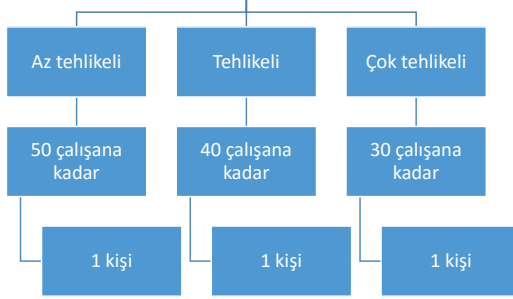 Az tehlikeli
Tehlikeli
Çok tehlikeli
50 çalışana
kadar
40 çalışana
kadar
30 çalışana
kadar
1 kişi
1 kişi
1 kişi